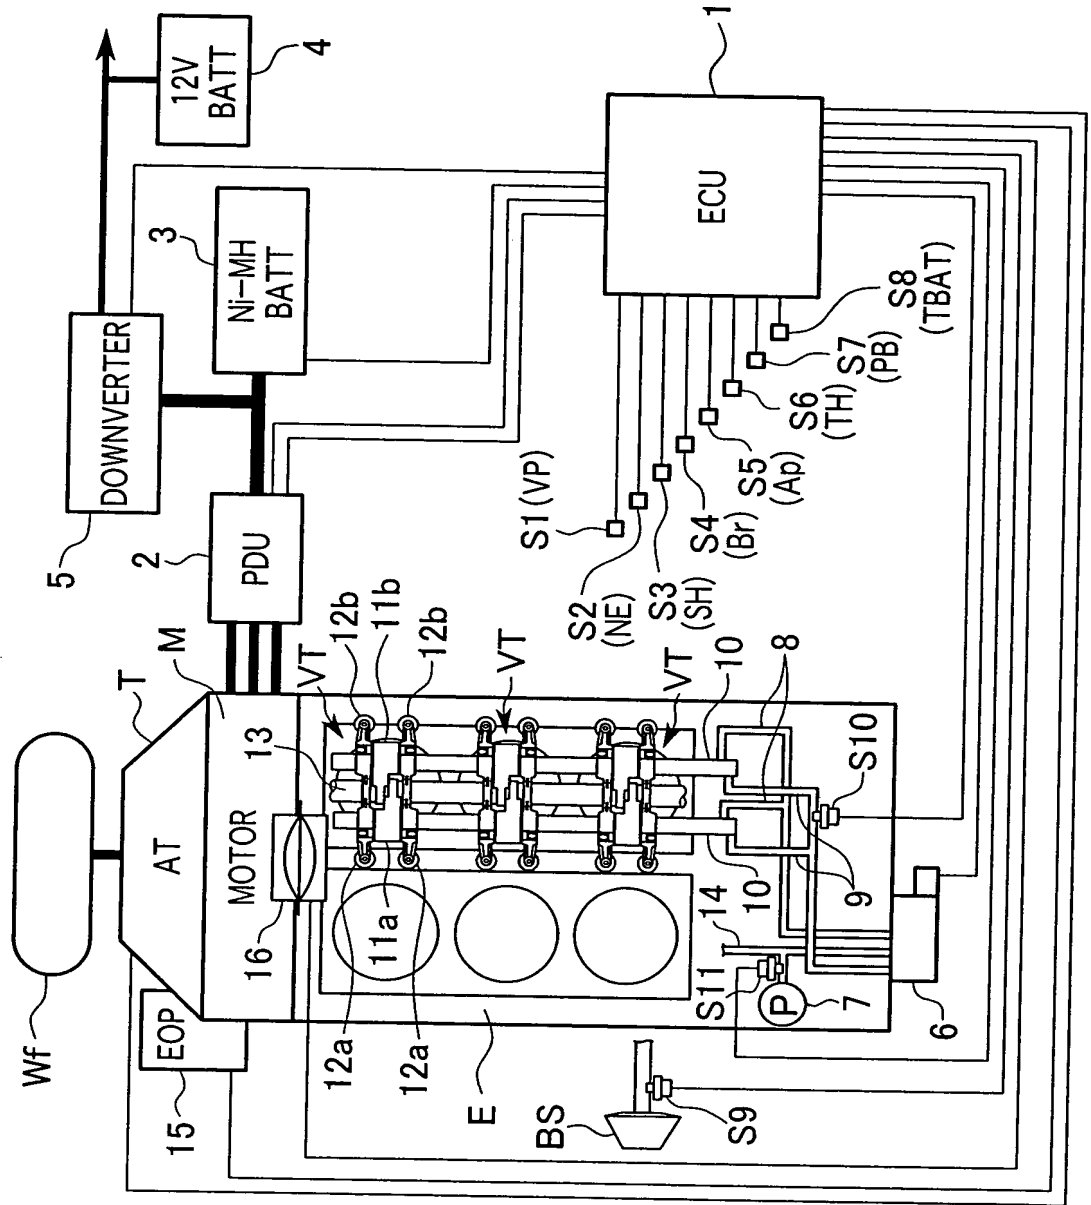 1
4
12V
BATT
3
Ni-MH
BATT
ECU
DOWNVERTER
5
2
PDU
S8
(TBAT)
S7
(PB)
S6
(TH)
S5
(Ap)
S4
(Br)
S3
(SH)
S2
(NE)
S1(VP)
M
T
VT
12b
11b
12b
VT
10
VT
8
S10
13
AT
MOTOR
16
12a
11a
12a
10
14
9
S11
P
7
6
Wf
EOP
15
E
BS
S9